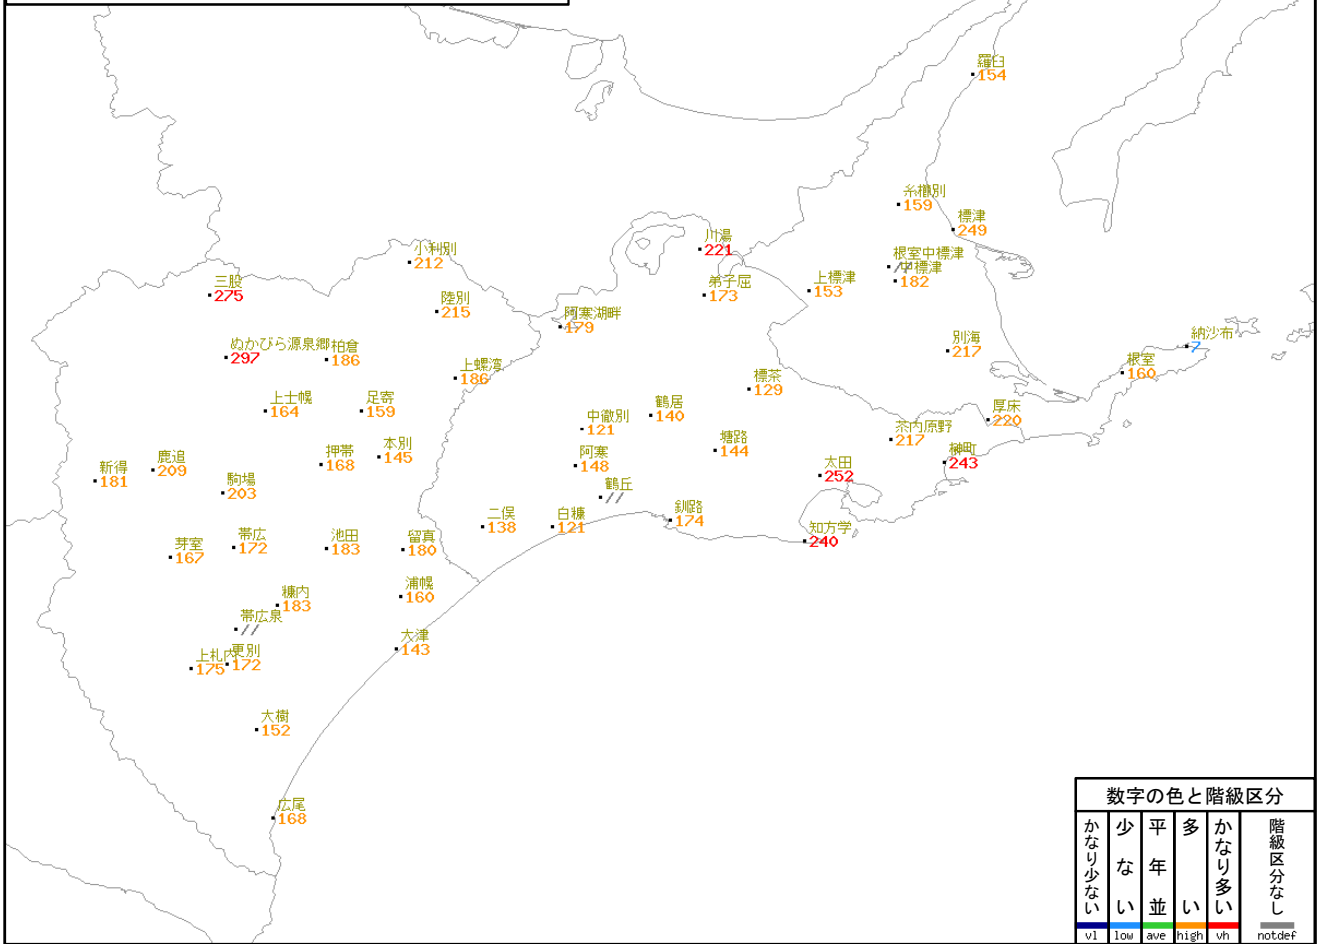 羅臼
154
糸櫛別
159
標津
249
川湯
221
小利別
212
根室中標津
//
中標津
182
三股
275
弟子屈
173
上標津
153
陸別
215
阿寒湖畔
179
納沙布
7
ぬかびら源泉郷
297
柏倉
186
別海
217
根室
160
上螺湾
186
標茶
129
上士幌
164
足寄
159
鶴居
140
中徹別
121
厚床
220
茶内原野
217
本別
145
押帯
168
塘路
144
榊町
243
新得
181
鹿追
209
阿寒
148
太田
252
駒場
203
鶴丘
//
二俣
138
白糠
121
釧路
174
知方学
240
芽室
167
帯広
172
池田
183
留真
180
糠内
183
浦幌
160
帯広泉
//
大津
143
上札内
175
更別
172
大樹
152
広尾
168
数字の色と階級区分
かなり少ない
少ない
平年並
多い
かなり多い
階級区分なし
vl
low
ave
high
vh
notdef